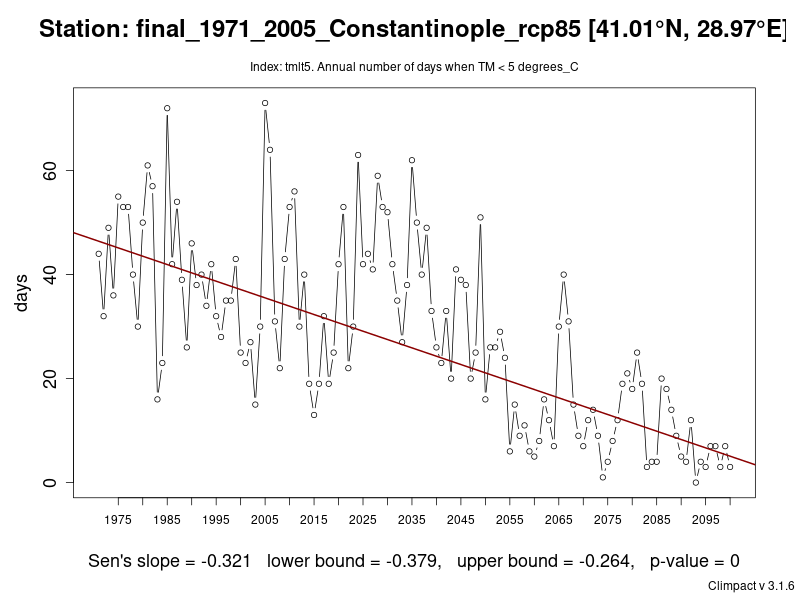 Station: final_1971_2005_Constantinople_rcp85 [41.01°N, 28.97°E]
Index: tmlt5. Annual number of days when TM < 5 degrees_C
days
60
40
20
0
1975 1985 1995 2005 2015 2025 2035 2045 2055 2065 2075 2085 2095
Sen's slope = -0.321 lower bound = -0.379, upper bound = -0.264, p-value = 0
Climpact v 3.1.6